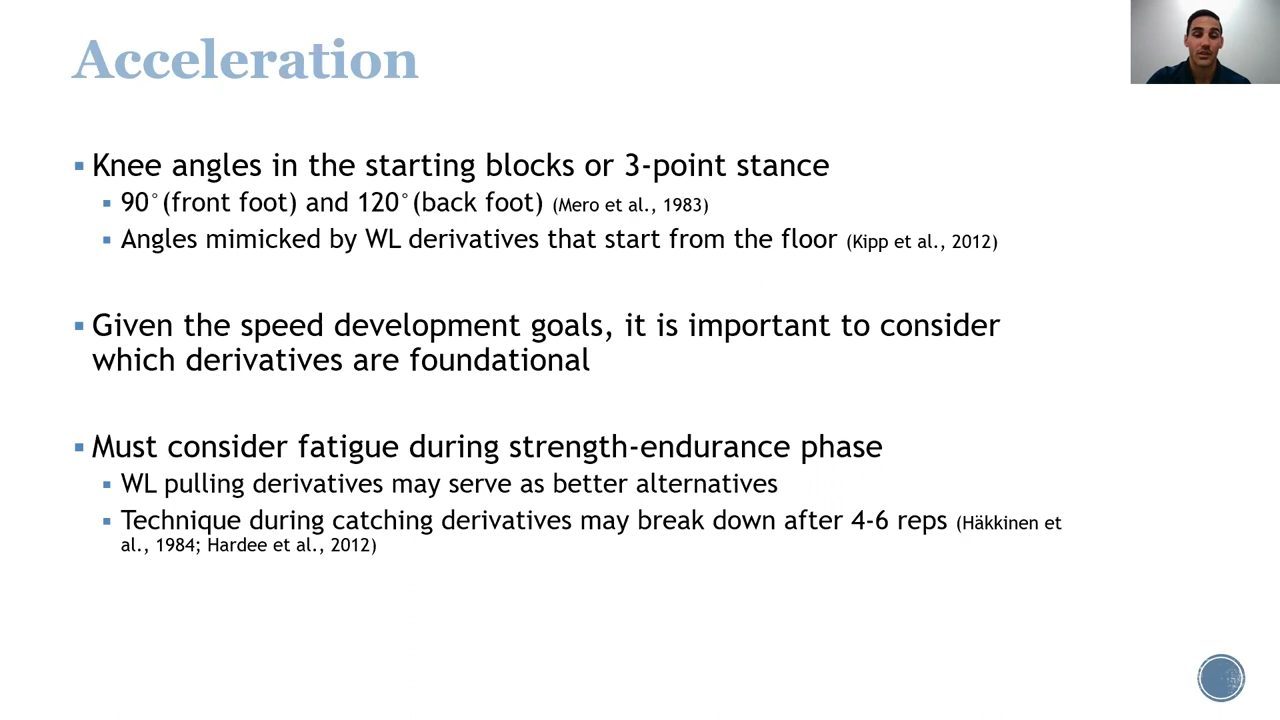 Acceleration
Knee angles in the starting blocks or 3-point stance
90°(front foot) and 120°(back foot) (Mero et al., 1983)
Angles mimicked by WL derivatives that start from the floor (Kipp et al., 2012)
Given the speed development goals, it is important to consider
which derivatives are foundational
Must consider fatigue during strength-endurance phase
WL pulling derivatives may serve as better alternatives
Technique during catching derivatives may break down after 4-6 reps (Häkkinen et
al., 1984; Hardee et al., 2012)